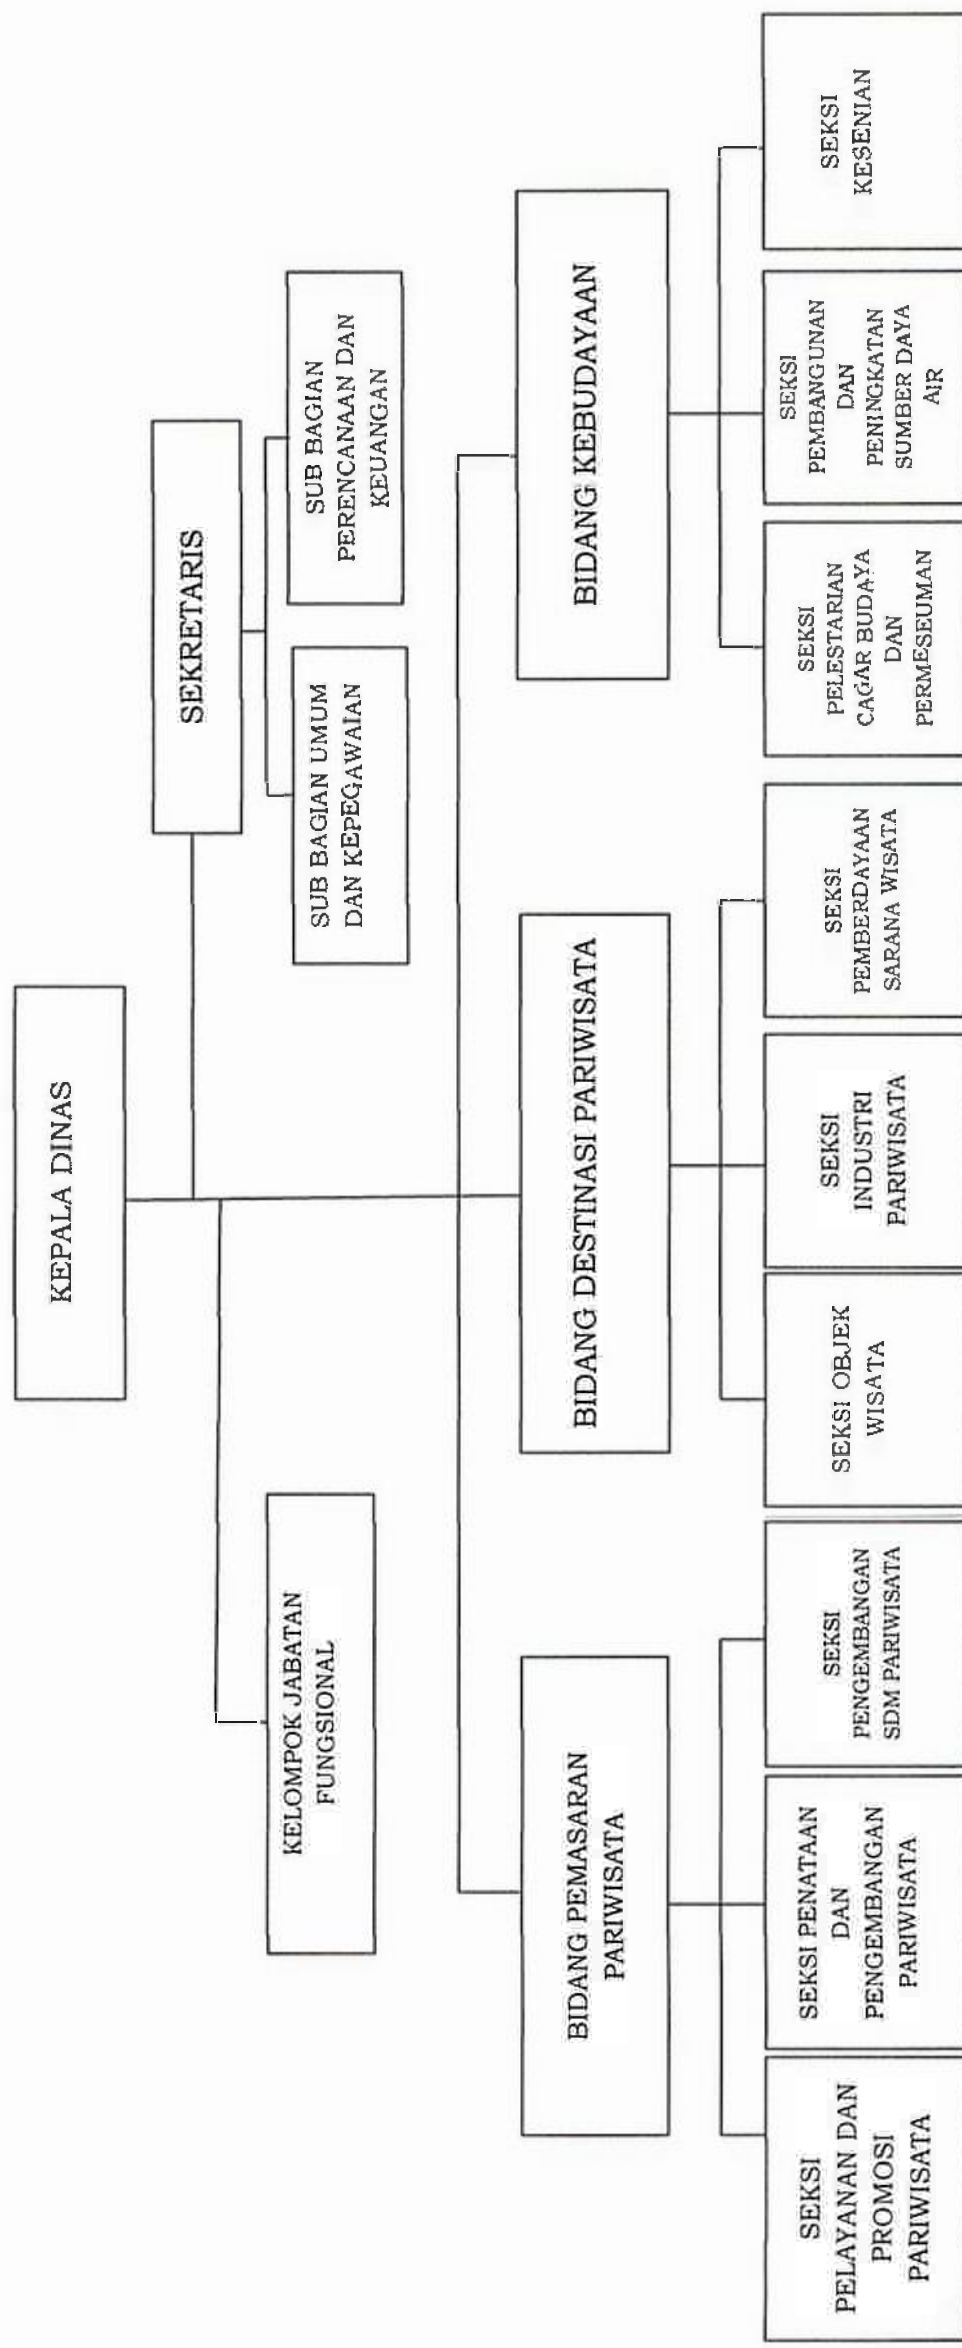 KEPALA DINAS
SEKRETARIS
KELOMPOK JABATAN
FUNGSIONAL
SUB BAGIAN UMUM
DAN KEPEGAWAIAN
SUB BAGIAN
PERENCANAAN DAN
KEUANGAN
BIDANG PEMASARAN
PARIWISATA
BIDANG DESTINASI PARIWISATA
BIDANG KEBUDAYAAN
SEKSI
PELAYANAN DAN
PROMOSI
PARIWISATA
SEKSI PENATAAN
DAN
PENGEMBANGAN
PARIWISATA
SEKSI
PENGEMBANGAN
SDM PARIWISATA
SEKSI OBJEK
WISATA
SEKSI
INDUSTRI
PARIWISATA
SEKSI
PEMBERDAYAAN
SARANA WISATA
SEKSI
PELESTARIAN
CAGAR BUDAYA
DAN
PERMESEUMAN
SEKSI
PEMBANGUNAN
DAN
PENINGKATAN
SUMBER DAYA
AIR
SEKSI
KESENIAN